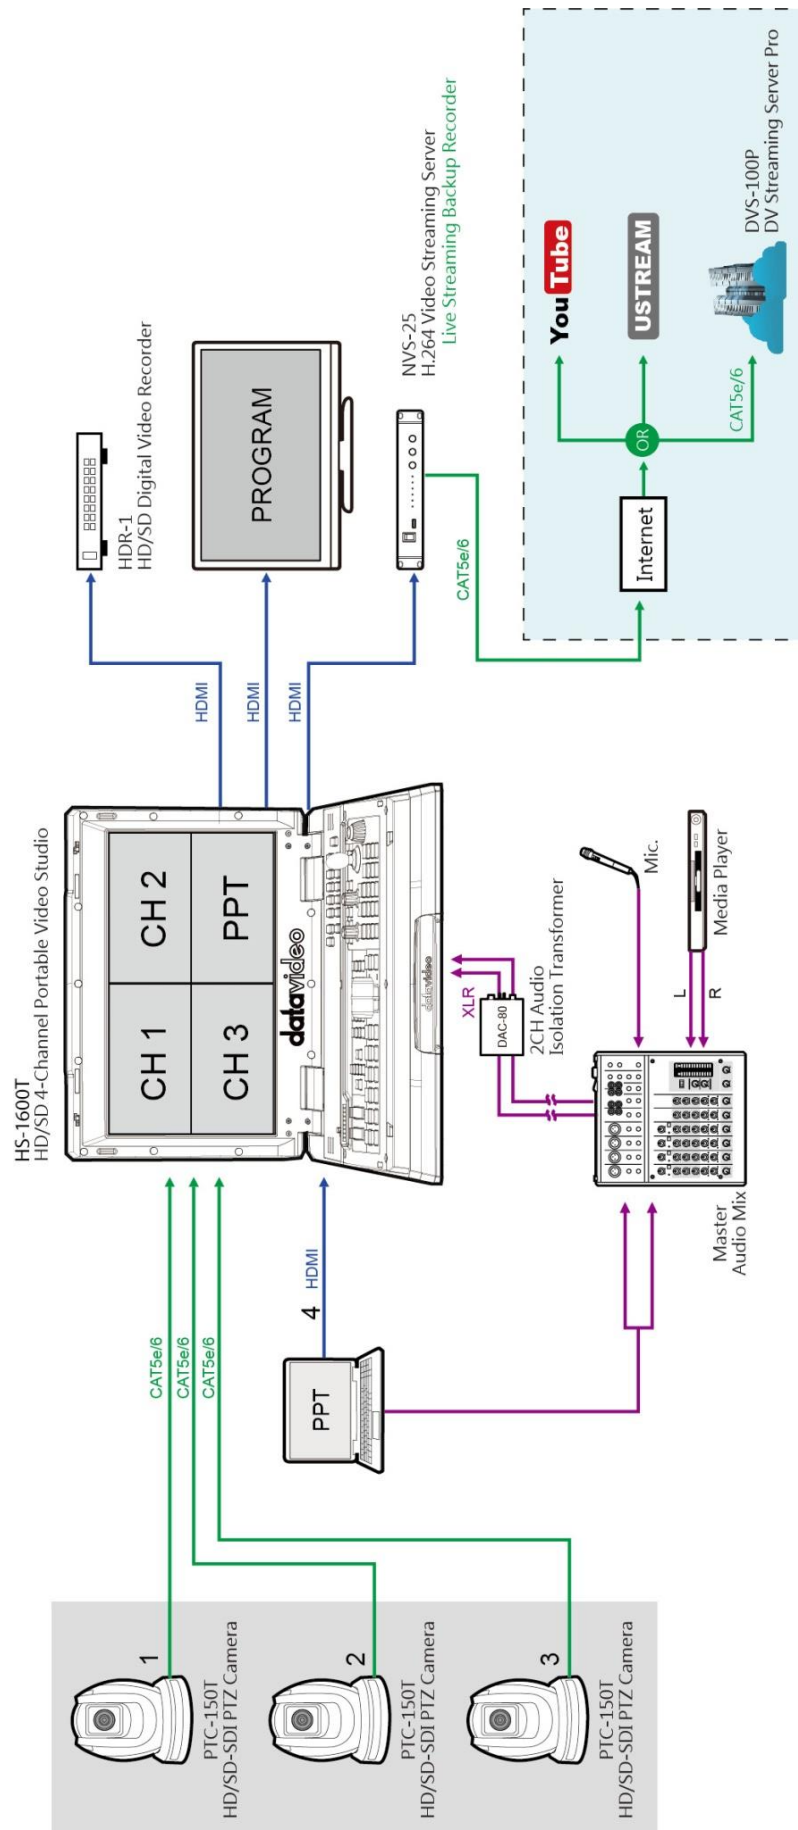 HS-1600T
HD/SD 4-Channel Portable Video Studio
CH 1
CH 2
CH 3
PPT
datavideo
datavideo
1
PTC-150T
HD/SD-SDI PTZ Camera
2
PTC-150T
HD/SD-SDI PTZ Camera
3
PTC-150T
HD/SD-SDI PTZ Camera
CAT5e/6
CAT5e/6
CAT5e/6
PPT
4
HDMI
HDMI
HDMI
HDMI
HDR-1
HD/SD Digital Video Recorder
PROGRAM
NVS-25
H.264 Video Streaming Server
Live Streaming Backup Recorder
CAT5e/6
XLR
DAC-80
2CH Audio
Isolation Transformer
Mic.
L
R
Media Player
Master
Audio Mix
Internet
OR
YouTube
USTREAM
CAT5e/6
DVS-100P
DV Streaming Server Pro